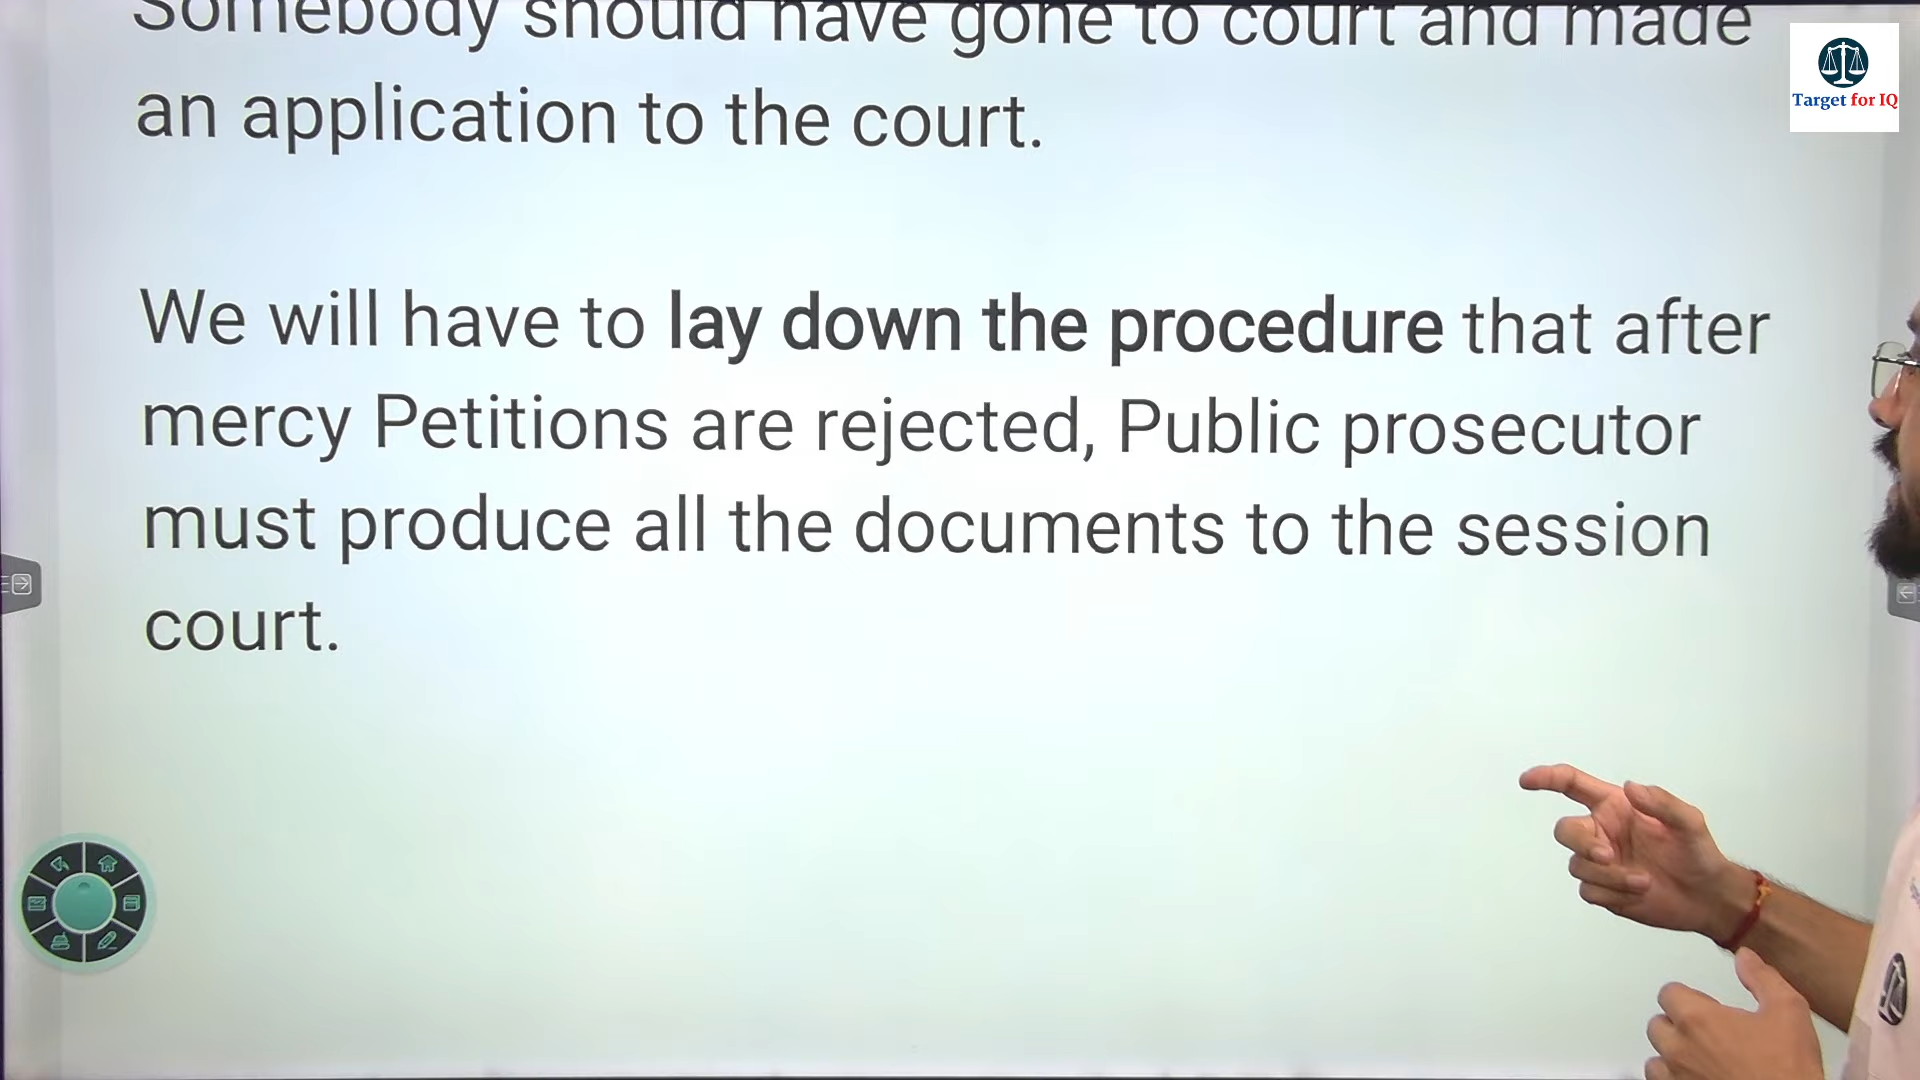 Somebody should have gone to court and made
an application to the court.
We will have to lay down the procedure that after
mercy Petitions are rejected, Public prosecutor
must produce all the documents to the session
court.
Target for IQ